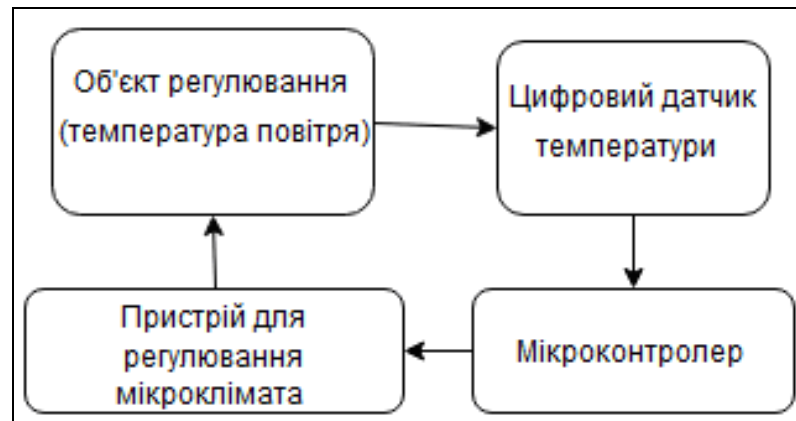 Об'єкт регулювання
(температура повітря)
Цифровий датчик
температури
Пристрій для
регулювання
мікроклімата
Мікроконтролер